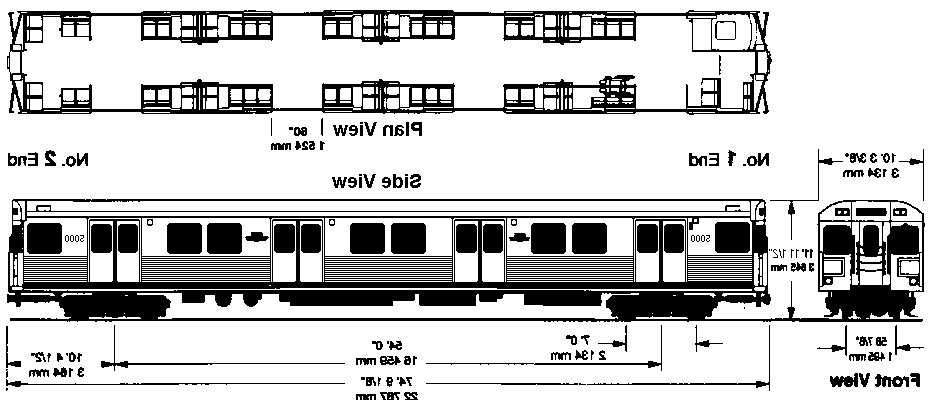 Plan View
60"
1 524 mm
No. 2 End
No. 1 End
10' 3 3/8"
3 134 mm
Side View
5000
5000
11' 11 1/2"
3 645 mm
10' 4 1/2"
3 164 mm
54' 0"
16 459 mm
7' 0"
2 134 mm
58 7/8"
1 495 mm
74' 9 1/8"
22 787 mm
Front View